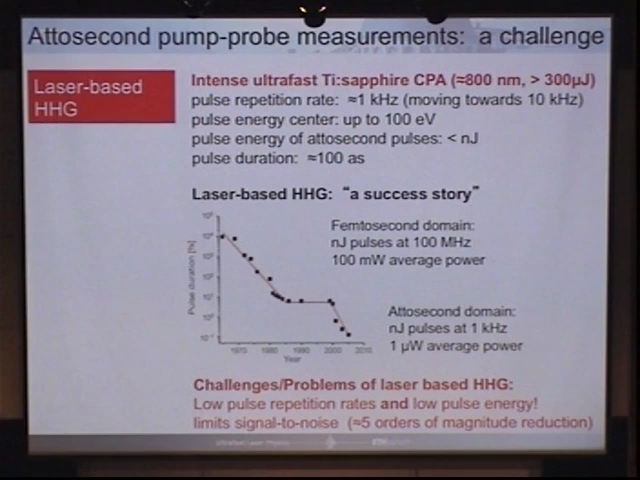 Attosecond pump-probe measurements: a challenge
Laser-based
HHG
Intense ultrafast Ti:sapphire CPA (≈800 nm, > 300µJ)
pulse repetition rate: ≈1 kHz (moving towards 10 kHz)
pulse energy center: up to 100 eV
pulse energy of attosecond pulses: < nJ
pulse duration: ≈100 as
Laser-based HHG: “a success story”
Femtosecond domain:
nJ pulses at 100 MHz
100 mW average power
Pulse duration [fs]
Attosecond domain:
nJ pulses at 1 kHz
1 µW average power
1970 1980 1990 2000 2010
Year
Challenges/Problems of laser based HHG:
Low pulse repetition rates and low pulse energy!
limits signal-to-noise (≈5 orders of magnitude reduction)
Ultrafast Laser Physics
ETH